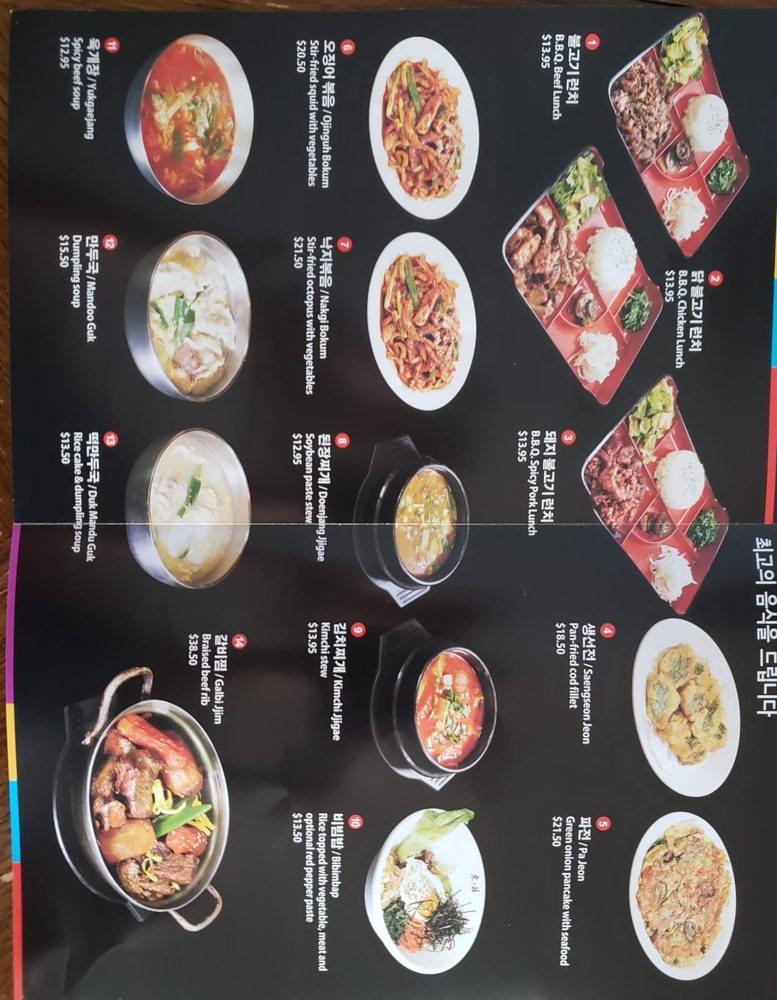 최고의 음식을 드립니다
1
불고기 런치
B.B.Q. Beef Lunch
$13.95
2
닭 불고기 런치
B.B.Q. Chicken Lunch
$13.95
3
돼지 불고기 런치
B.B.Q. Spicy Pork Lunch
$13.95
4
생선전 / Saengseon Jeon
Pan-fried cod fillet
$18.50
5
파전 / Pa Jeon
Green onion pancake with seafood
$21.50
6
오징어 볶음 / Ojinguh Bokum
Stir-fried squid with vegetables
$20.50
7
낙지볶음 / Nakgi Bokum
Stir-fried octopus with vegetables
$21.50
8
된장찌개 / Doenjang Jjigae
Soybean paste stew
$12.95
9
김치찌개 / Kimchi Jjigae
Kimchi stew
$13.95
10
비빔밥 / Bibimbap
Rice topped with vegetable, meat and
optional red pepper paste
$13.50
11
육개장 / Yukgaejang
Spicy beef soup
$12.95
12
만두국 / Mandoo Guk
Dumpling soup
$15.50
13
떡만두국 / Duk Mandu Guk
Rice cake & dumpling soup
$13.50
14
갈비찜 / Galbi Jjim
Braised beef rib
$38.50